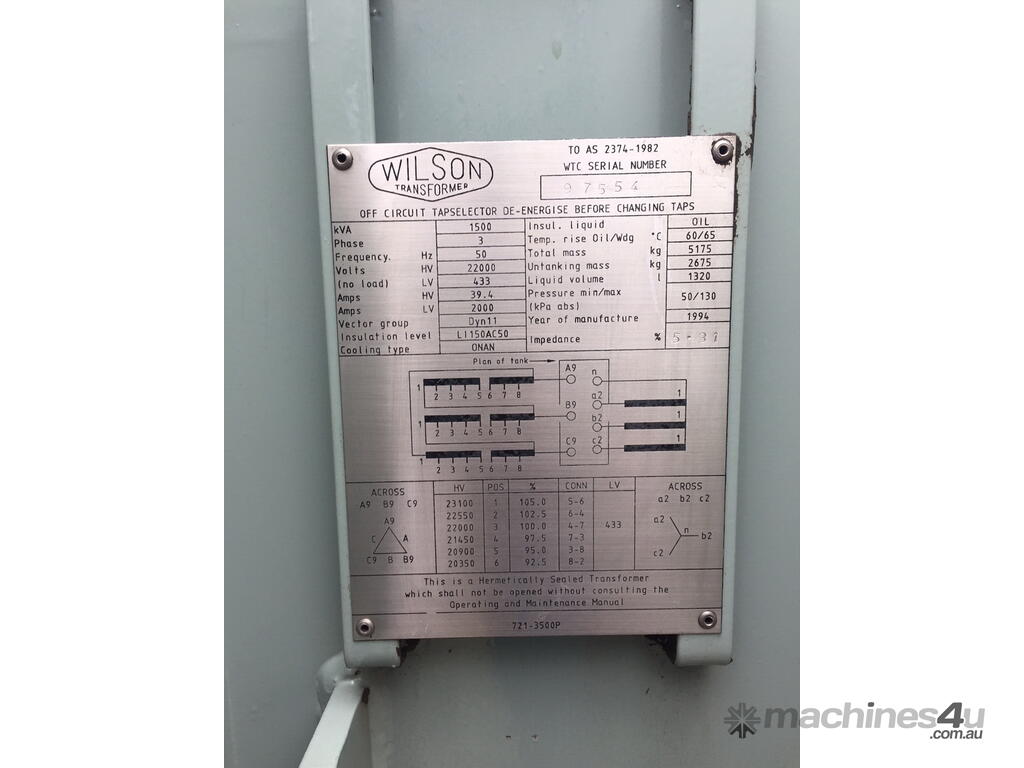 WILSON
TRANSFORMER
TO AS 2374-1982
WTC SERIAL NUMBER
97554
OFF CIRCUIT TAPSELECTOR DE-ENERGISE BEFORE CHANGING TAPS
kVA 1500
Phase 3
Frequency. Hz 50
Volts HV 22000
(no load) LV 433
Amps HV 39.4
Amps LV 2000
Vector group Dyn11
Insulation level LI150AC50
Cooling type ONAN
Insul. liquid OIL
Temp. rise Oil/Wdg °C 60/65
Total mass kg 5175
Untanking mass kg 2675
Liquid volume l 1320
Pressure min/max 50/130
(kPa abs)
Year of manufacture 1994
Impedance %
Plan of tank
A9 n
1 2 3 4 5 6 7 8
a2 1
B9
1 2 3 4 5 6 7 8
b2 1
C9 c2 1
1 2 3 4 5 6 7 8
ACROSS
A9 B9 C9
A9
C A
C9 B B9
HV POS % CONN LV
23100 1 105.0 5-6
22550 2 102.5 6-4
22000 3 100.0 4-7 433
21450 4 97.5 7-3
20900 5 95.0 3-8
20350 6 92.5 8-2
ACROSS
a2 b2 c2
a2
n
b2
c2
This is a Hermetically Sealed Transformer
which shall not be opened without consulting the
Operating and Maintenance Manual
721-3500P
machines4u
.com.au